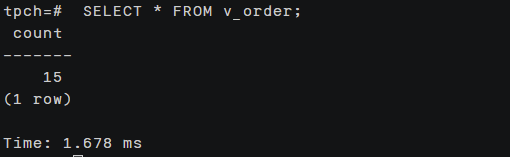 tpch=#  SELECT * FROM v_order;
 count
-------
    15
(1 row)

Time: 1.678 ms